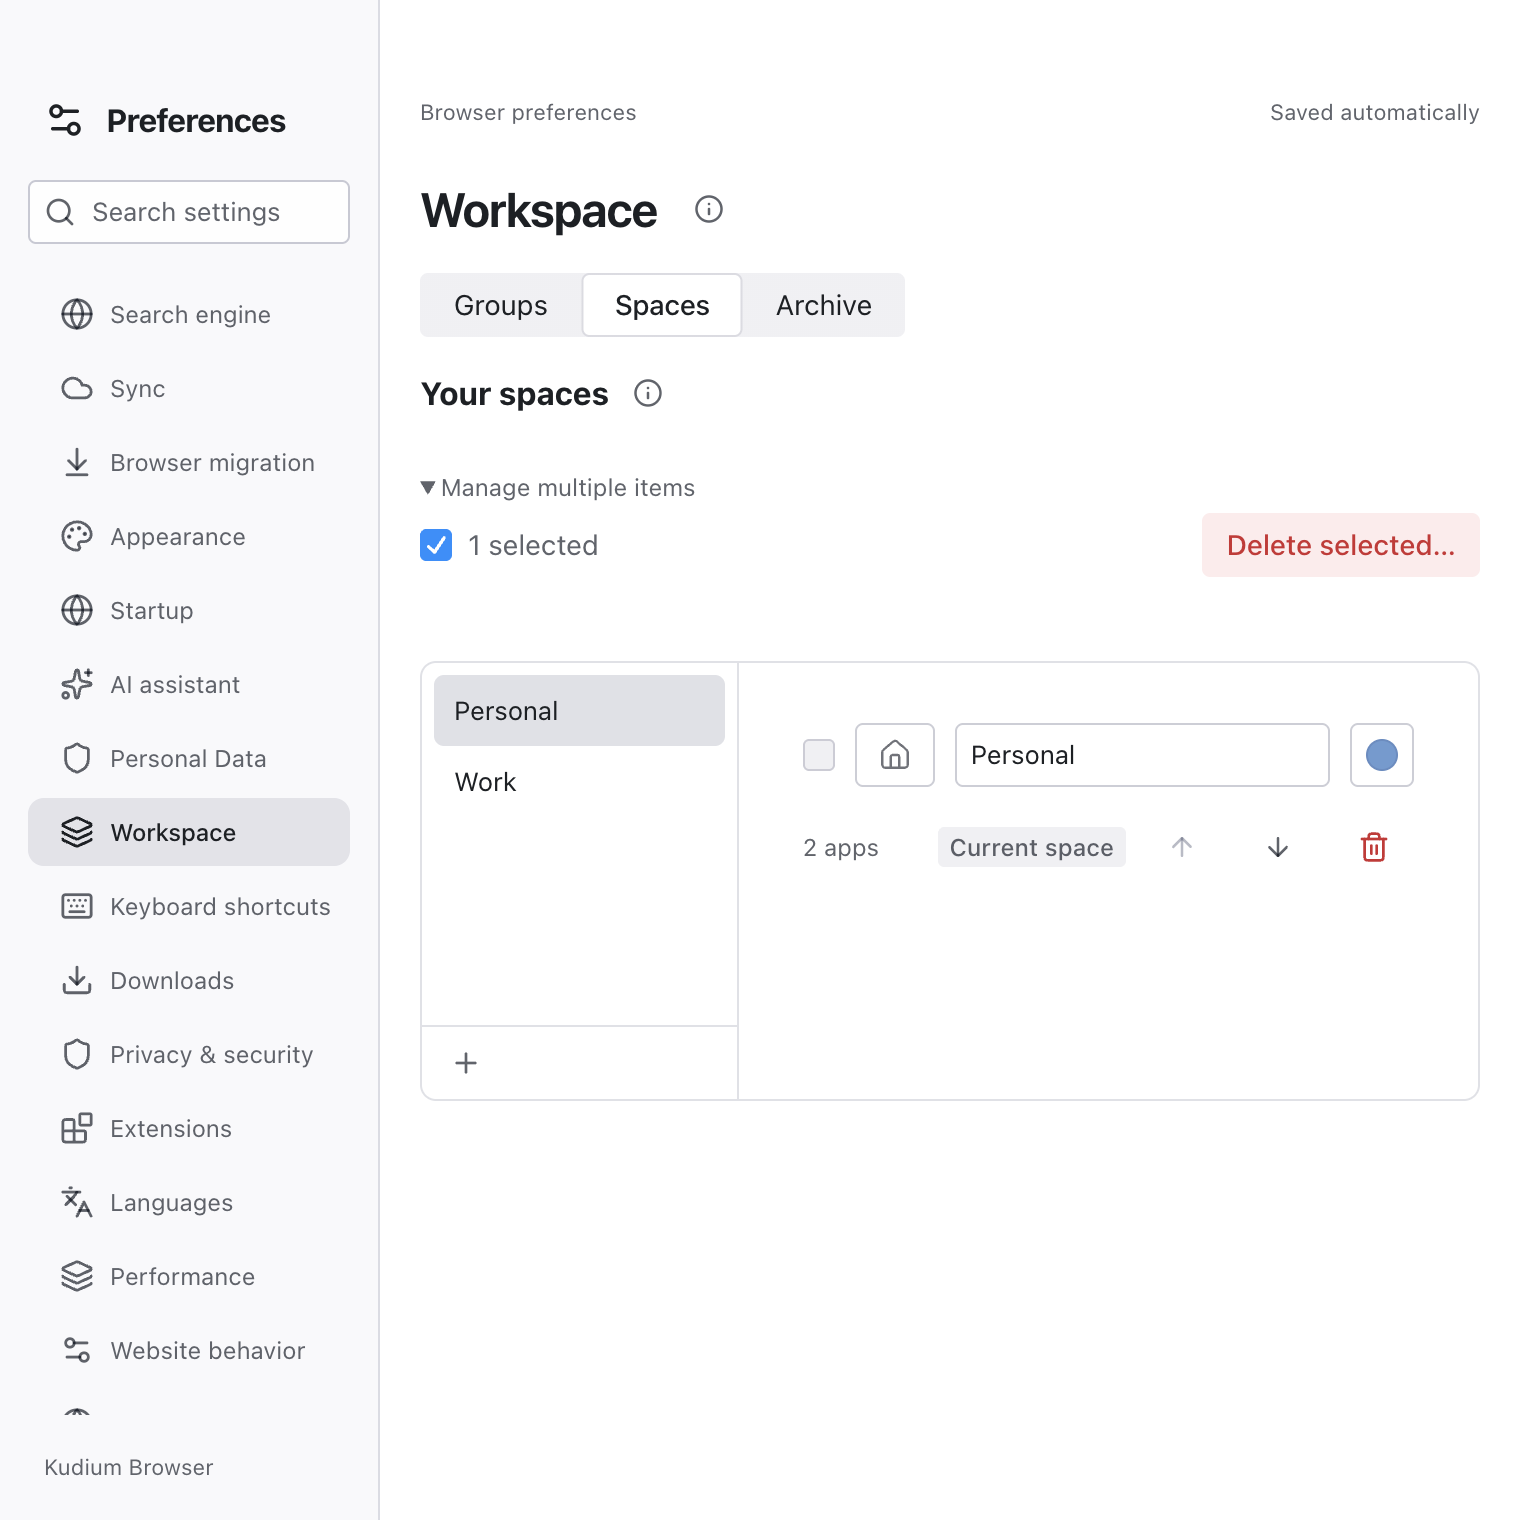 Preferences
Search settings
Search engine
Sync
Browser migration
Appearance
Startup
AI assistant
Personal Data
Workspace
Keyboard shortcuts
Downloads
Privacy & security
Extensions
Languages
Performance
Website behavior
Kudium Browser
Browser preferences
Saved automatically
Workspace
Groups
Spaces
Archive
Your spaces
Manage multiple items
1 selected
Delete selected...
Personal
Work
Personal
2 apps
Current space